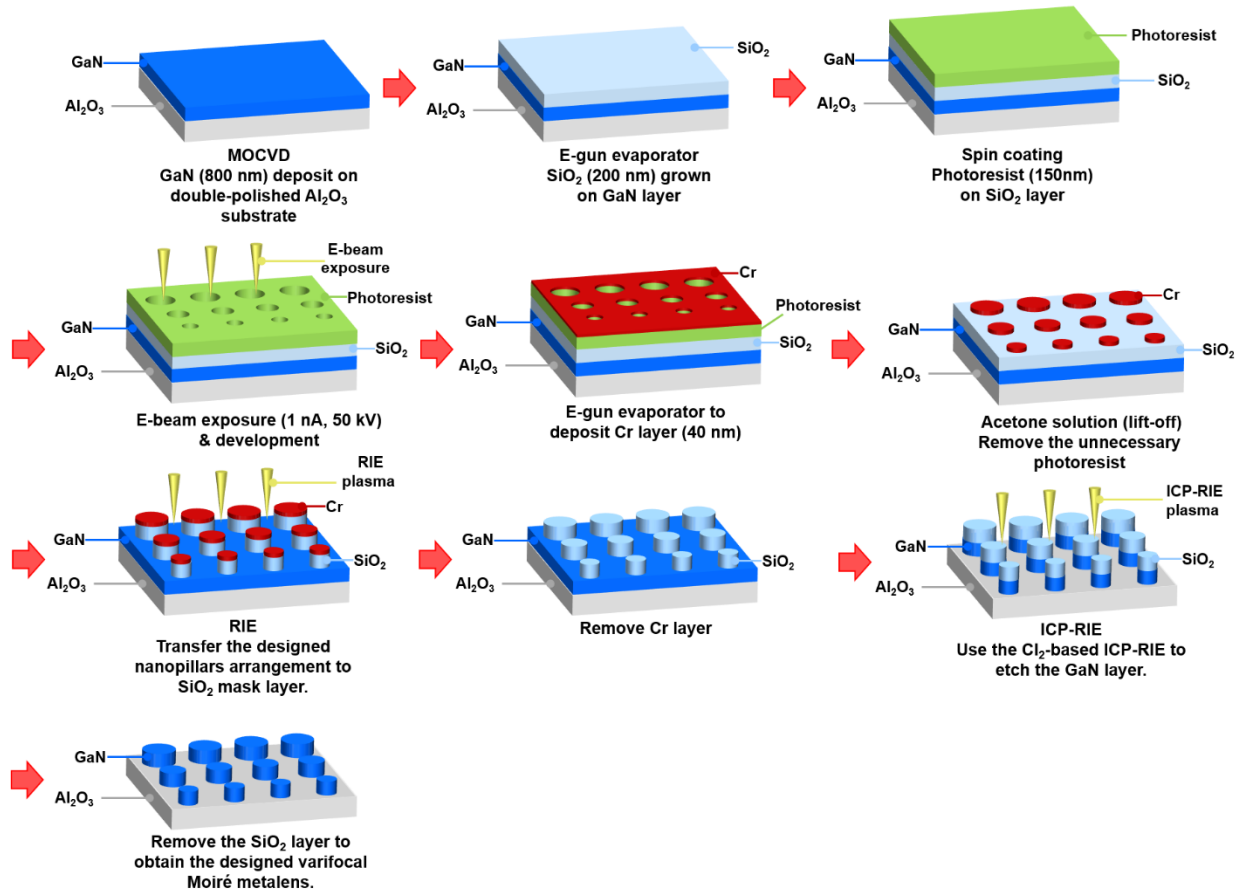 GaN
Al₂O₃
MOCVD
GaN (800 nm) deposit on
double-polished Al₂O₃
substrate
SiO₂
GaN
Al₂O₃
E-gun evaporator
SiO₂ (200 nm) grown
on GaN layer
Photoresist
SiO₂
GaN
Al₂O₃
Spin coating
Photoresist (150nm)
on SiO₂ layer
E-beam
exposure
Photoresist
GaN
SiO₂
Al₂O₃
E-beam exposure (1 nA, 50 kV)
& development
Cr
Photoresist
GaN
SiO₂
Al₂O₃
E-gun evaporator to
deposit Cr layer (40 nm)
Cr
GaN
SiO₂
Al₂O₃
Acetone solution (lift-off)
Remove the unnecessary
photoresist
RIE
plasma
Cr
GaN
SiO₂
Al₂O₃
RIE
Transfer the designed
nanopillars arrangement to
SiO₂ mask layer.
GaN
SiO₂
Al₂O₃
Remove Cr layer
ICP-RIE
plasma
GaN
SiO₂
Al₂O₃
ICP-RIE
Use the Cl₂-based ICP-RIE to
etch the GaN layer.
GaN
Al₂O₃
Remove the SiO₂ layer to
obtain the designed varifocal
Moiré metalens.